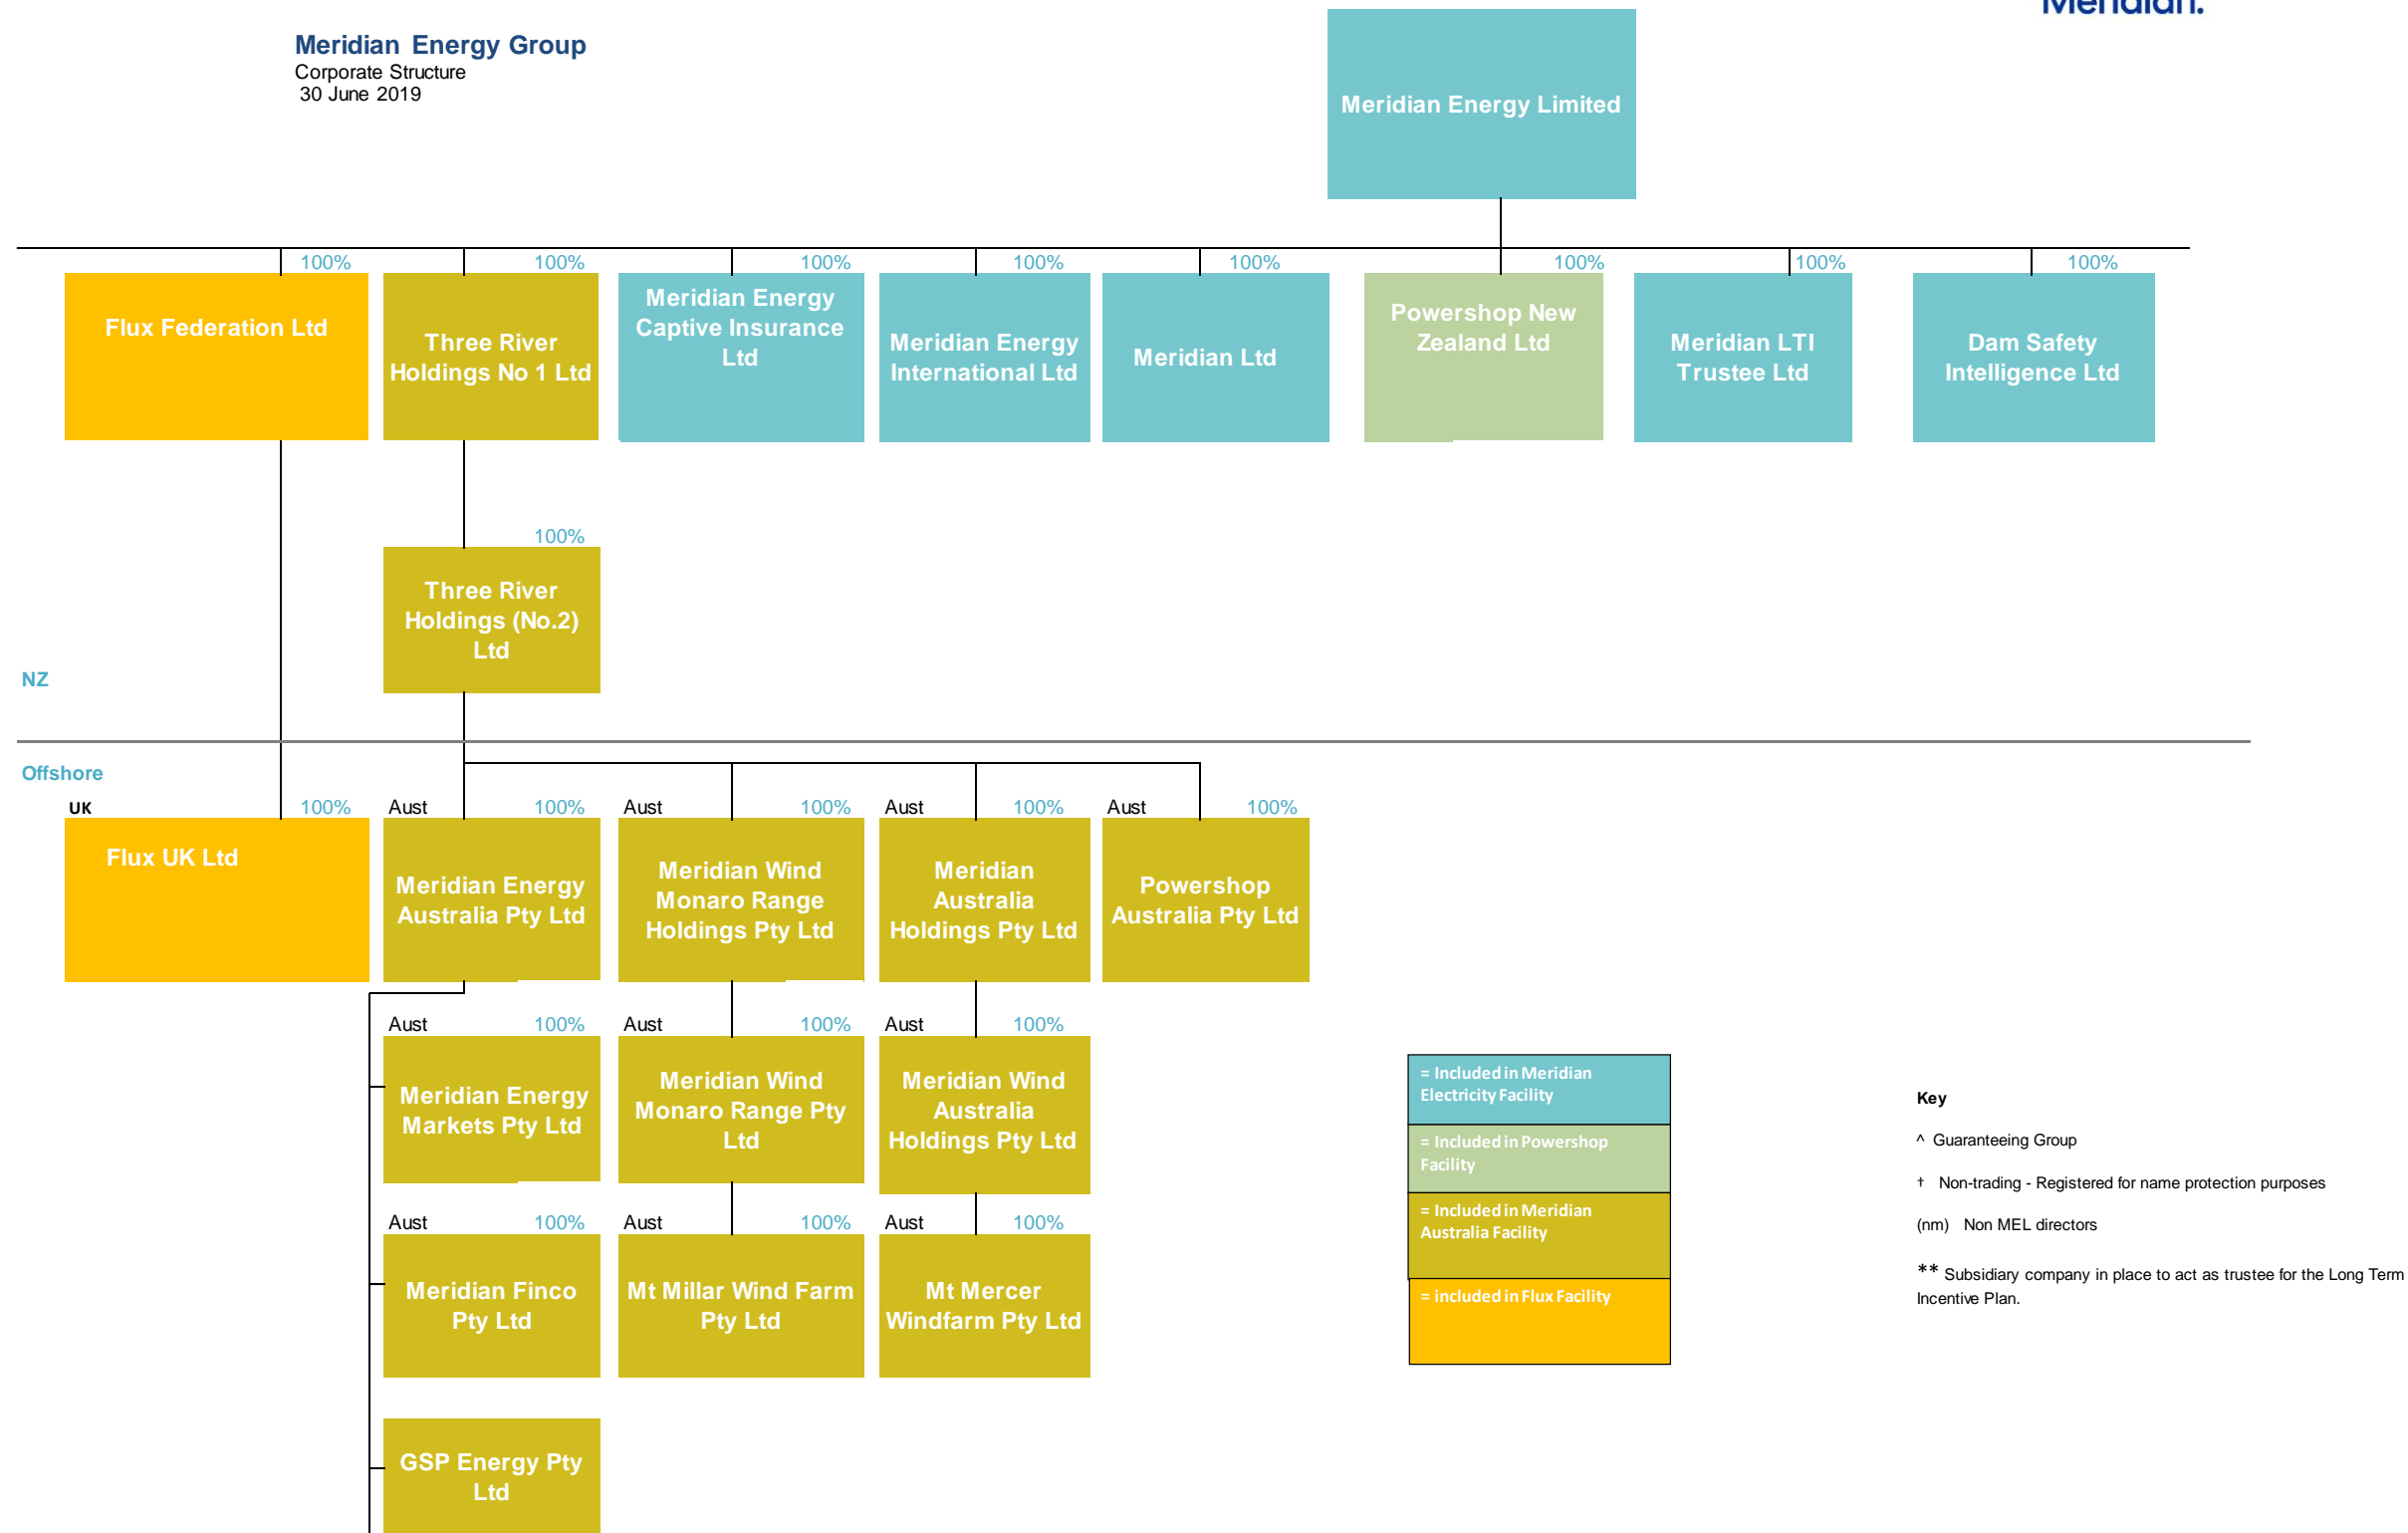 Meridian.
Meridian Energy Group
Corporate Structure
30 June 2019
Meridian Energy Limited
100%
100%
100%
100%
100%
100%
100%
100%
Flux Federation Ltd
Three River
Holdings No 1 Ltd
Meridian Energy
Captive Insurance
Ltd
Meridian Energy
International Ltd
Meridian Ltd
Powershop New
Zealand Ltd
Meridian LTI
Trustee Ltd
Dam Safety
Intelligence Ltd
100%
Three River
Holdings (No.2)
Ltd
NZ
Offshore
UK 100%
Aust 100%
Aust 100%
Aust 100%
Aust 100%
Flux UK Ltd
Meridian Energy
Australia Pty Ltd
Meridian Wind
Monaro Range
Holdings Pty Ltd
Meridian
Australia
Holdings Pty Ltd
Powershop
Australia Pty Ltd
Aust 100%
Aust 100%
Aust 100%
Meridian Energy
Markets Pty Ltd
Meridian Wind
Monaro Range Pty
Ltd
Meridian Wind
Australia
Holdings Pty Ltd
Aust 100%
Aust 100%
Aust 100%
Meridian Finco
Pty Ltd
Mt Millar Wind Farm
Pty Ltd
Mt Mercer
Windfarm Pty Ltd
GSP Energy Pty
Ltd
= Included in Meridian
Electricity Facility
= Included in Powershop
Facility
= Included in Meridian
Australia Facility
= included in Flux Facility
Key
^ Guaranteeing Group
† Non-trading - Registered for name protection purposes
(nm) Non MEL directors
** Subsidiary company in place to act as trustee for the Long Term
Incentive Plan.